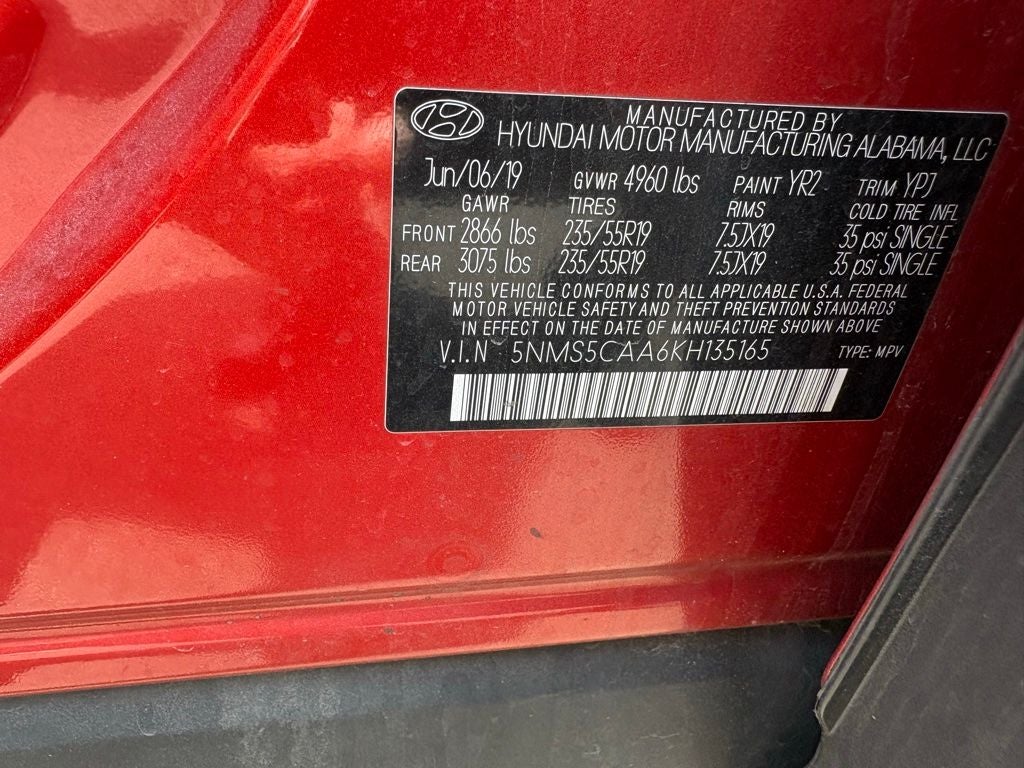 MANUFACTURED BY
HYUNDAI MOTOR MANUFACTURING ALABAMA, LLC
Jun/06/19 GVWR 4960 lbs PAINT YR2 TRIM YPJ
GAWR TIRES RIMS COLD TIRE INFL
FRONT 2866 lbs 235/55R19 7.5JX19 35 psi SINGLE
REAR 3075 lbs 235/55R19 7.5JX19 35 psi SINGLE
THIS VEHICLE CONFORMS TO ALL APPLICABLE U.S.A. FEDERAL
MOTOR VEHICLE SAFETY AND THEFT PREVENTION STANDARDS
IN EFFECT ON THE DATE OF MANUFACTURE SHOWN ABOVE
V.I.N 5NMS5CAA6KH135165 TYPE: MPV